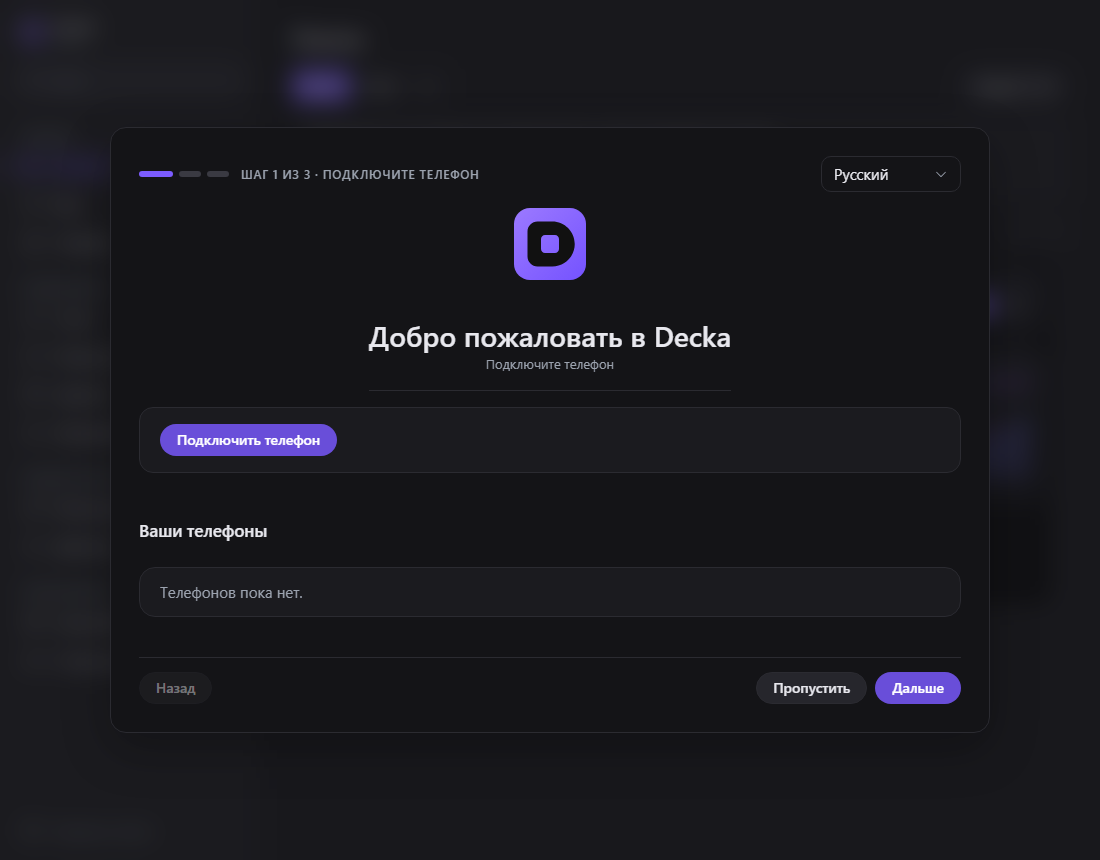 ШАГ 1 ИЗ 3 · ПОДКЛЮЧИТЕ ТЕЛЕФОН
Русский
Добро пожаловать в Decka
Подключите телефон
Подключить телефон
Ваши телефоны
Телефонов пока нет.
Назад
Пропустить
Дальше